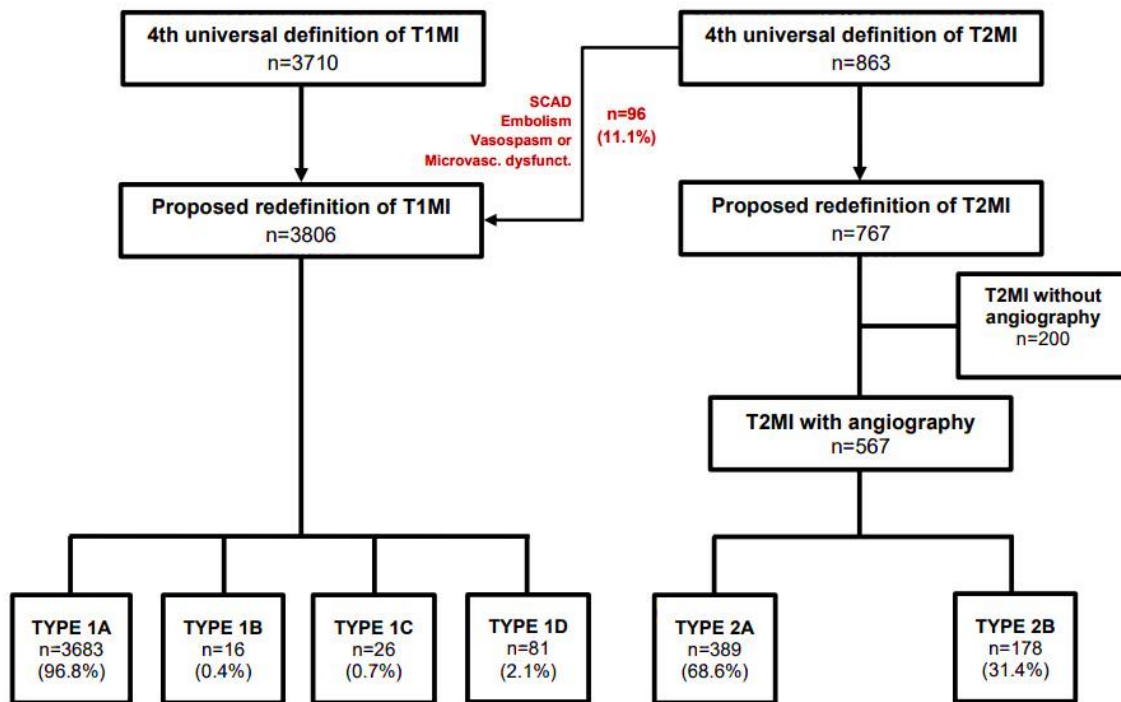 4th universal definition of T1MI
n=3710
4th universal definition of T2MI
n=863
SCAD
Embolism
Vasospasm or
Microvasc. dysfunct.
n=96
(11.1%)
Proposed redefinition of T1MI
n=3806
Proposed redefinition of T2MI
n=767
T2MI without
angiography
n=200
T2MI with angiography
n=567
TYPE 1A
n=3683
(96.8%)
TYPE 1B
n=16
(0.4%)
TYPE 1C
n=26
(0.7%)
TYPE 1D
n=81
(2.1%)
TYPE 2A
n=389
(68.6%)
TYPE 2B
n=178
(31.4%)